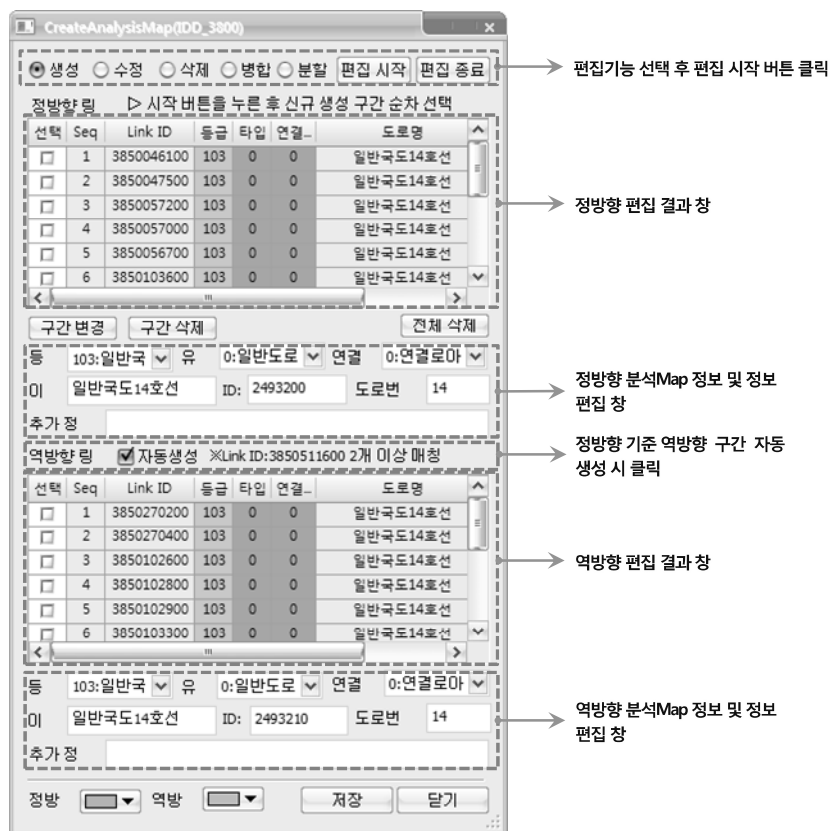 CreateAnalysisMap(IDD_3800)
생성 수정 삭제 병합 분할 편집 시작 편집 종료
편집기능 선택 후 편집 시작 버튼 클릭
정방향 링 ▷ 시작 버튼을 누른 후 신규 생성 구간 순차 선택
선택 Seq Link ID 등급 타입 연결... 도로명
1 3850046100 103 0 0 일반국도14호선
2 3850047500 103 0 0 일반국도14호선
3 3850057200 103 0 0 일반국도14호선
4 3850057000 103 0 0 일반국도14호선
5 3850056700 103 0 0 일반국도14호선
6 3850103600 103 0 0 일반국도14호선
정방향 편집 결과 창
구간 변경 구간 삭제 전체 삭제
등 103:일반국 유 0:일반도로 연결 0:연결로아
이 일반국도14호선 ID: 2493200 도로번 14
추가 정
정방향 분석Map 정보 및 정보
편집 창
역방향 링 자동생성 ※Link ID:3850511600 2개 이상 매칭
정방향 기준 역방향 구간 자동
생성 시 클릭
선택 Seq Link ID 등급 타입 연결... 도로명
1 3850270200 103 0 0 일반국도14호선
2 3850270400 103 0 0 일반국도14호선
3 3850102600 103 0 0 일반국도14호선
4 3850102800 103 0 0 일반국도14호선
5 3850102900 103 0 0 일반국도14호선
6 3850103300 103 0 0 일반국도14호선
역방향 편집 결과 창
등 103:일반국 유 0:일반도로 연결 0:연결로아
이 일반국도14호선 ID: 2493210 도로번 14
추가 정
역방향 분석Map 정보 및 정보
편집 창
정방 역방 저장 닫기